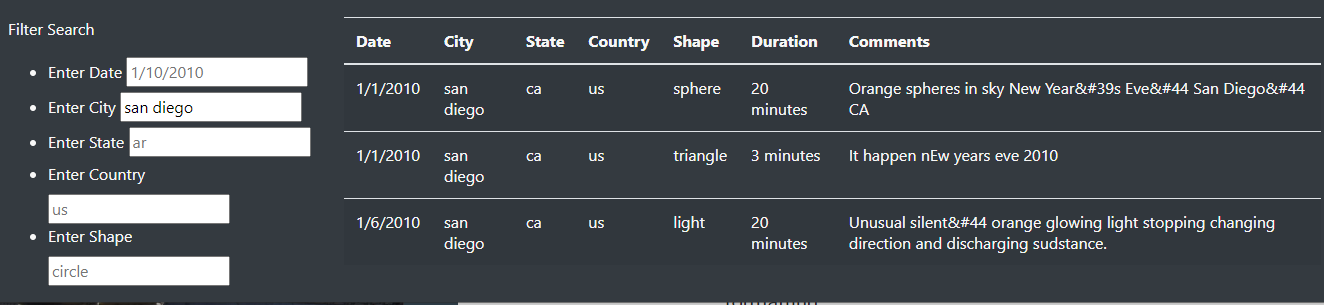 Filter Search
Enter Date 1/10/2010
Enter City san diego
Enter State ar
Enter Country
us
Enter Shape
circle
Date City State Country Shape Duration Comments
1/1/2010 san ca us sphere 20 Orange spheres in sky New Year&#39s Eve&#44 San Diego&#44
diego minutes CA
1/1/2010 san ca us triangle 3 minutes It happen nEw years eve 2010
diego
1/6/2010 san ca us light 20 Unusual silent&#44 orange glowing light stopping changing
diego minutes direction and discharging sudstance.